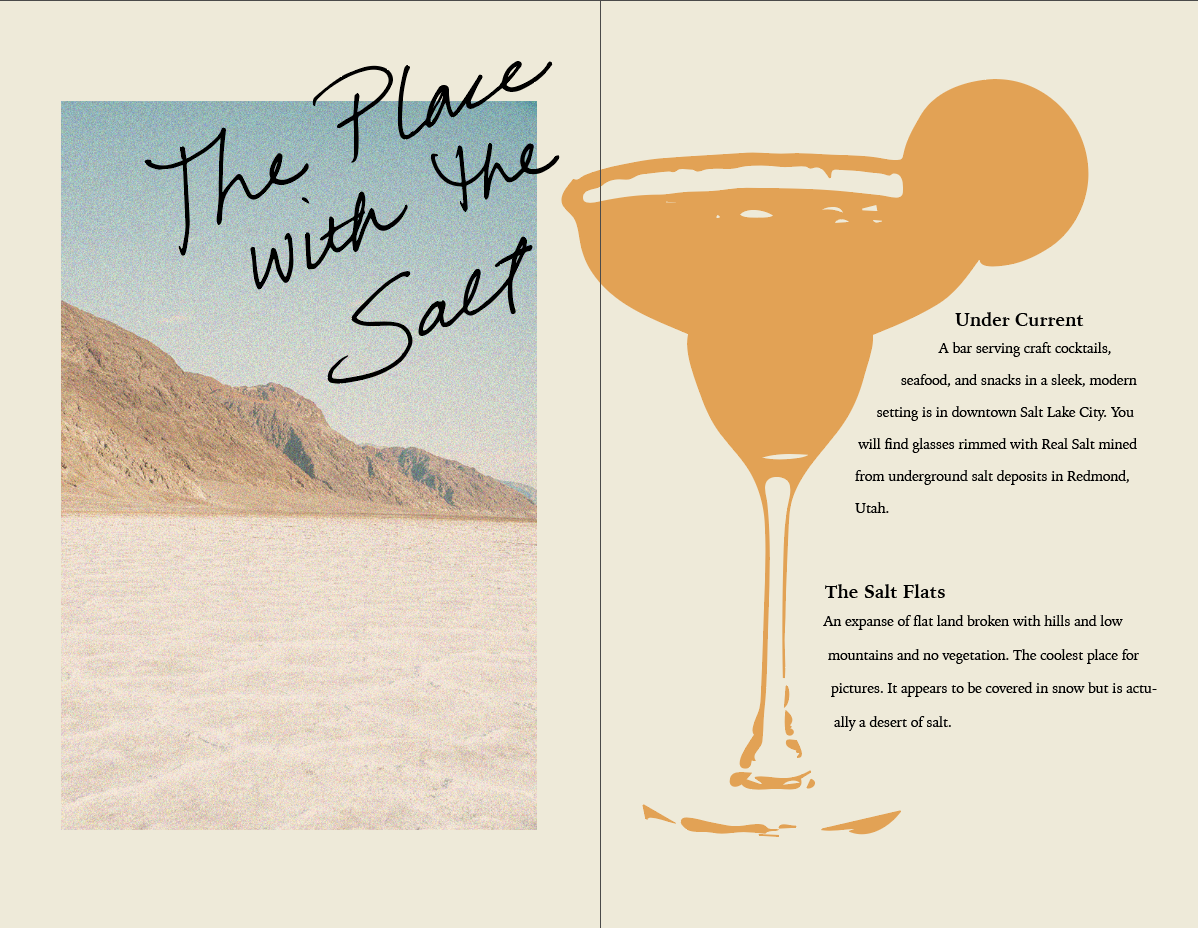 The Place
with the
Salt
Under Current
A bar serving craft cocktails,
seafood, and snacks in a sleek, modern
setting is in downtown Salt Lake City. You
will find glasses rimmed with Real Salt mined
from underground salt deposits in Redmond,
Utah.
The Salt Flats
An expanse of flat land broken with hills and low
mountains and no vegetation. The coolest place for
pictures. It appears to be covered in snow but is actu-
ally a desert of salt.